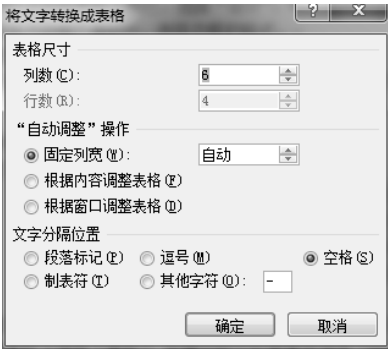 将文字转换成表格
表格尺寸
列数(C): 6
行数(R): 4
“自动调整”操作
固定列宽(W): 自动
根据内容调整表格(F)
根据窗口调整表格(D)
文字分隔位置
段落标记(P) 逗号(M) 空格(S)
制表符(T) 其他字符(O): -
确定 取消